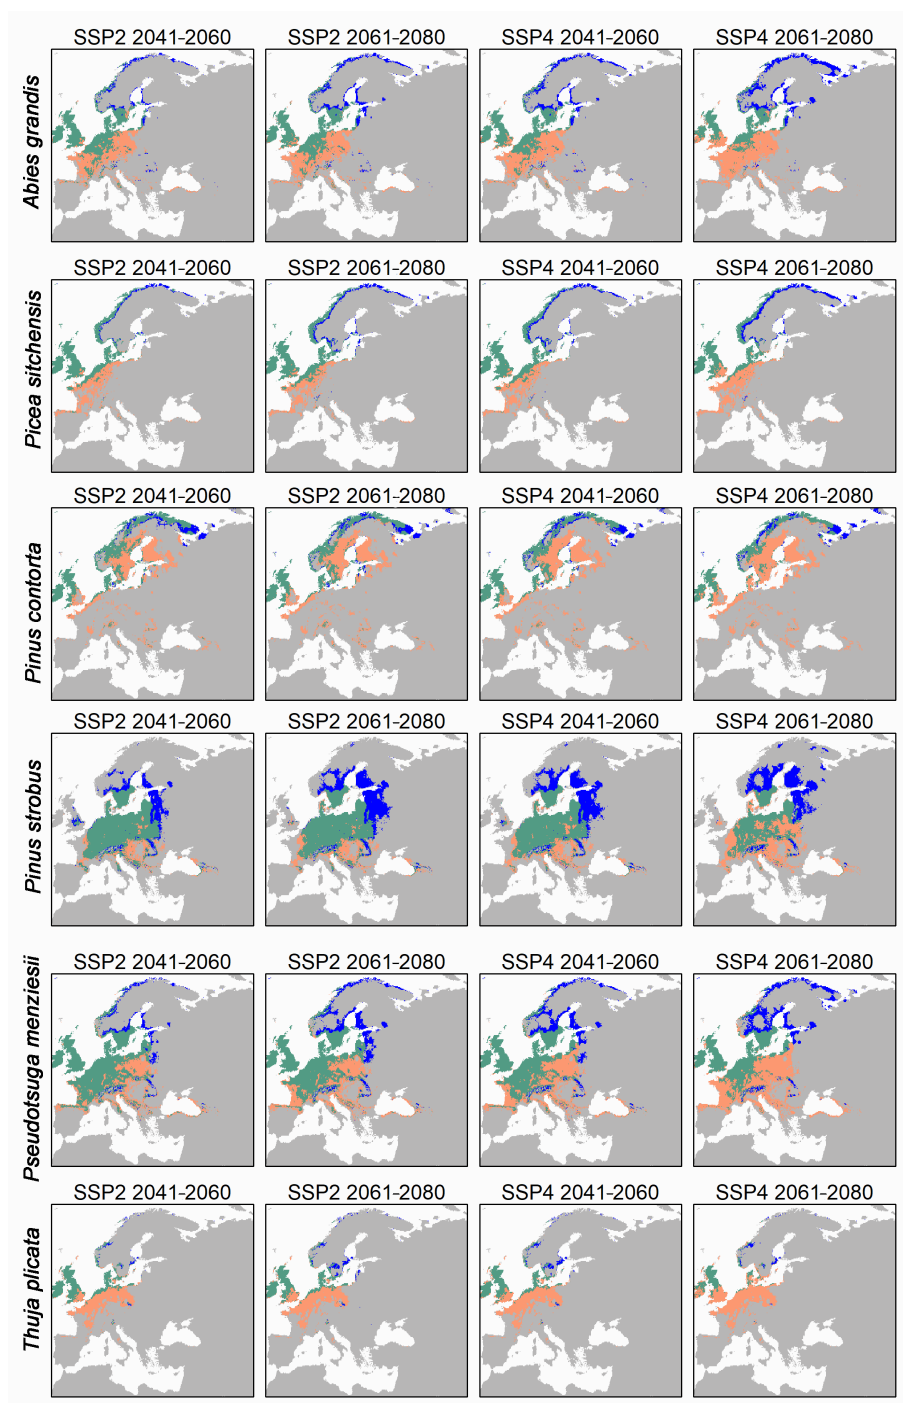 SSP2 2041-2060 SSP2 2061-2080 SSP4 2041-2060 SSP4 2061-2080
Abies grandis
SSP2 2041-2060 SSP2 2061-2080 SSP4 2041-2060 SSP4 2061-2080
Picea sitchensis
SSP2 2041-2060 SSP2 2061-2080 SSP4 2041-2060 SSP4 2061-2080
Pinus contorta
SSP2 2041-2060 SSP2 2061-2080 SSP4 2041-2060 SSP4 2061-2080
Pinus strobus
SSP2 2041-2060 SSP2 2061-2080 SSP4 2041-2060 SSP4 2061-2080
Pseudotsuga menziesii
SSP2 2041-2060 SSP2 2061-2080 SSP4 2041-2060 SSP4 2061-2080
Thuja plicata